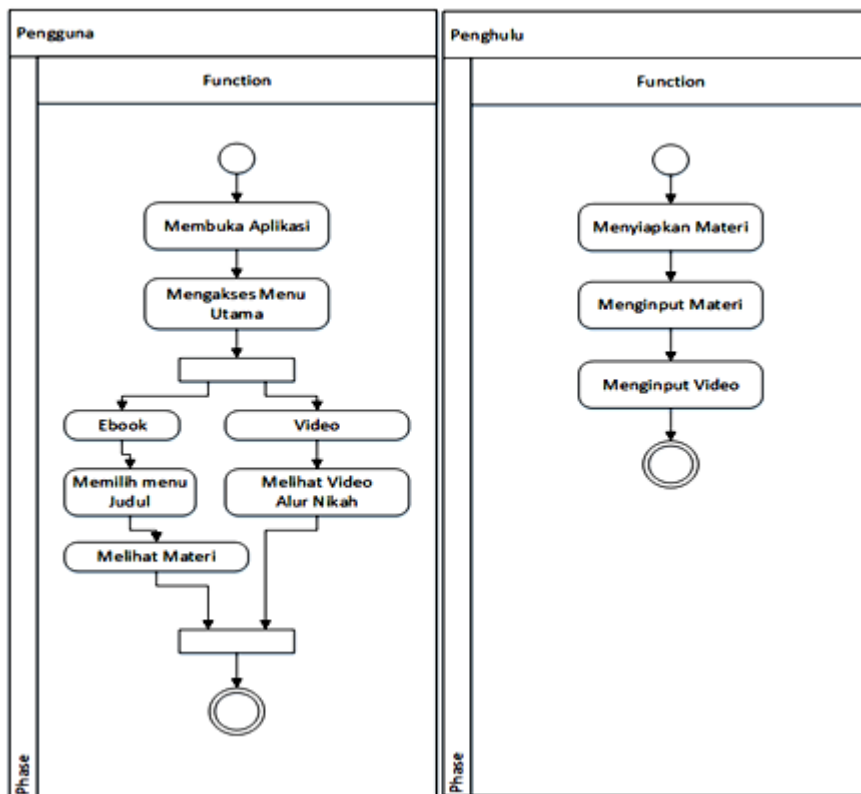 Pengguna
Function
Membuka Aplikasi
Mengakses Menu
Utama
Ebook
Video
Memilih menu
Judul
Melihat Video
Alur Nikah
Melihat Materi
Phase
Penghulu
Function
Menyiapkan Materi
Menginput Materi
Menginput Video
Phase